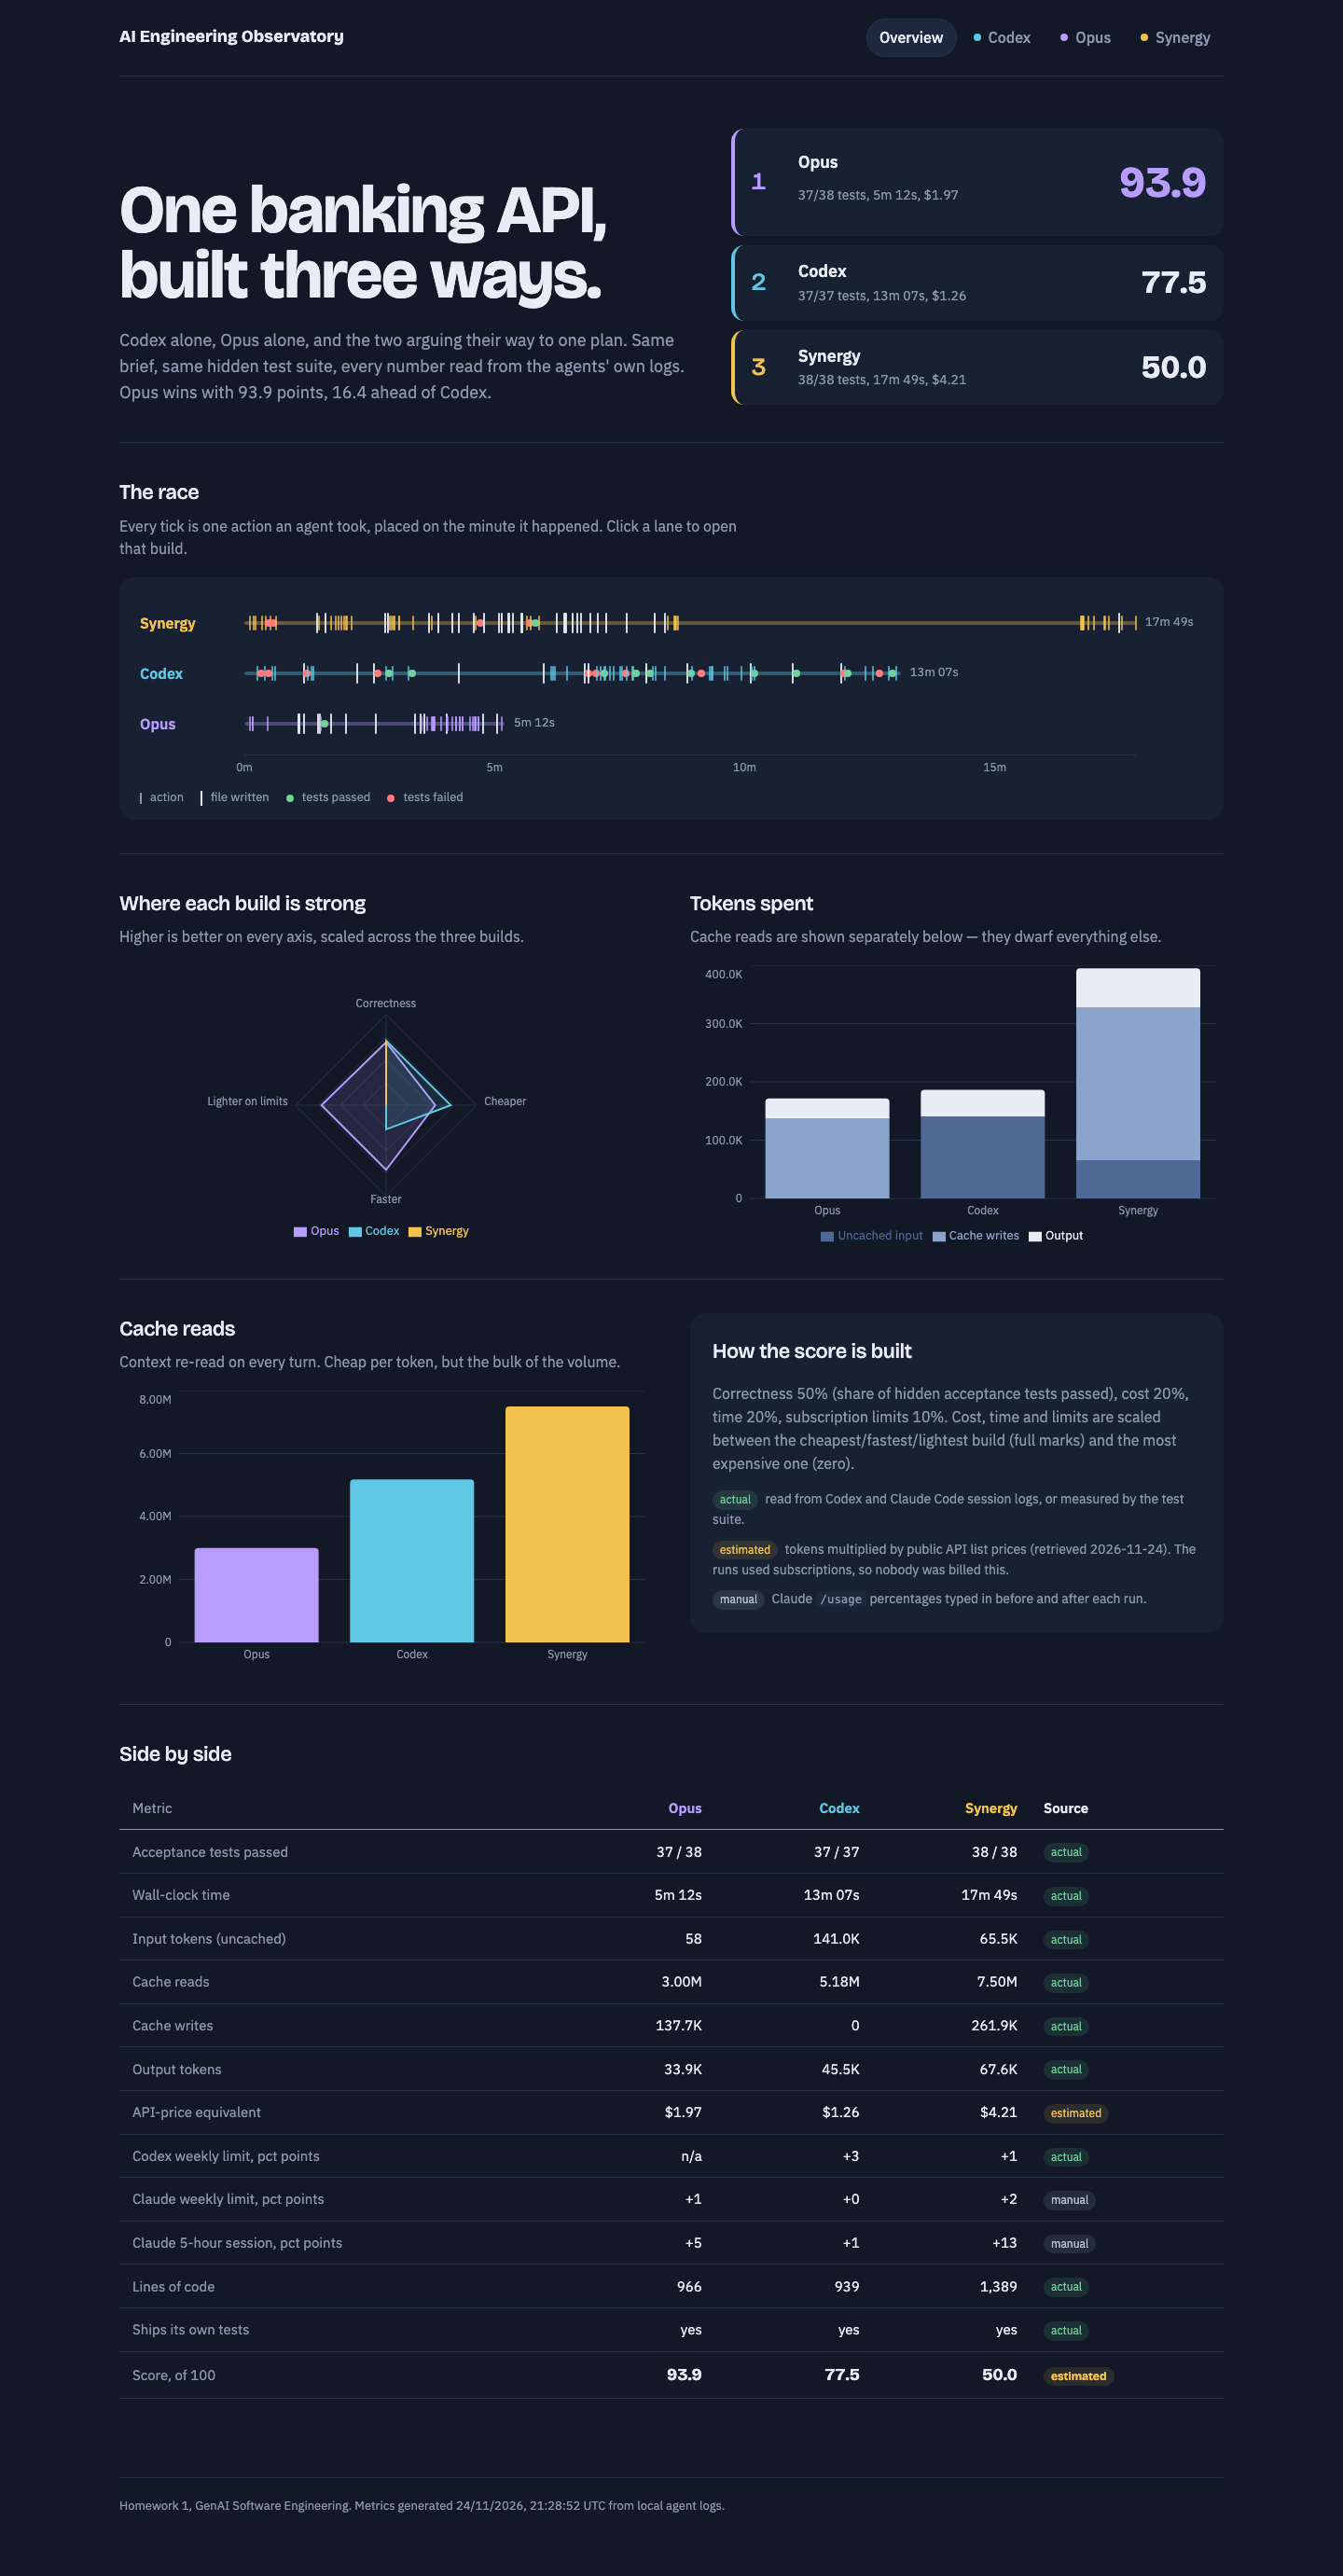 AI Engineering Observatory
Overview
Codex
Opus
Synergy
One banking API,
built three ways.
Codex alone, Opus alone, and the two arguing their way to one plan. Same
brief, same hidden test suite, every number read from the agents' own logs.
Opus wins with 93.9 points, 16.4 ahead of Codex.
1
Opus
37/38 tests, 5m 12s, $1.97
93.9
2
Codex
37/37 tests, 13m 07s, $1.26
77.5
3
Synergy
38/38 tests, 17m 49s, $4.21
50.0
The race
Every tick is one action an agent took, placed on the minute it happened. Click a lane to open
that build.
Synergy
17m 49s
Codex
13m 07s
Opus
5m 12s
0m 5m 10m 15m
action file written tests passed tests failed
Where each build is strong
Higher is better on every axis, scaled across the three builds.
Correctness
Lighter on limits
Cheaper
Faster
Opus Codex Synergy
Tokens spent
Cache reads are shown separately below — they dwarf everything else.
400.0K
300.0K
200.0K
100.0K
0
Opus Codex Synergy
Uncached input Cache writes Output
Cache reads
Context re-read on every turn. Cheap per token, but the bulk of the volume.
8.00M
6.00M
4.00M
2.00M
0
Opus Codex Synergy
How the score is built
Correctness 50% (share of hidden acceptance tests passed), cost 20%,
time 20%, subscription limits 10%. Cost, time and limits are scaled
between the cheapest/fastest/lightest build (full marks) and the most
expensive one (zero).
actual read from Codex and Claude Code session logs, or measured by the test
suite.
estimated tokens multiplied by public API list prices (retrieved 2026-11-24). The
runs used subscriptions, so nobody was billed this.
manual Claude /usage percentages typed in before and after each run.
Side by side
Metric Opus Codex Synergy Source
Acceptance tests passed 37 / 38 37 / 37 38 / 38 actual
Wall-clock time 5m 12s 13m 07s 17m 49s actual
Input tokens (uncached) 58 141.0K 65.5K actual
Cache reads 3.00M 5.18M 7.50M actual
Cache writes 137.7K 0 261.9K actual
Output tokens 33.9K 45.5K 67.6K actual
API-price equivalent $1.97 $1.26 $4.21 estimated
Codex weekly limit, pct points n/a +3 +1 actual
Claude weekly limit, pct points +1 +0 +2 manual
Claude 5-hour session, pct points +5 +1 +13 manual
Lines of code 966 939 1,389 actual
Ships its own tests yes yes yes actual
Score, of 100 93.9 77.5 50.0 estimated
Homework 1, GenAI Software Engineering. Metrics generated 24/11/2026, 21:28:52 UTC from local agent logs.